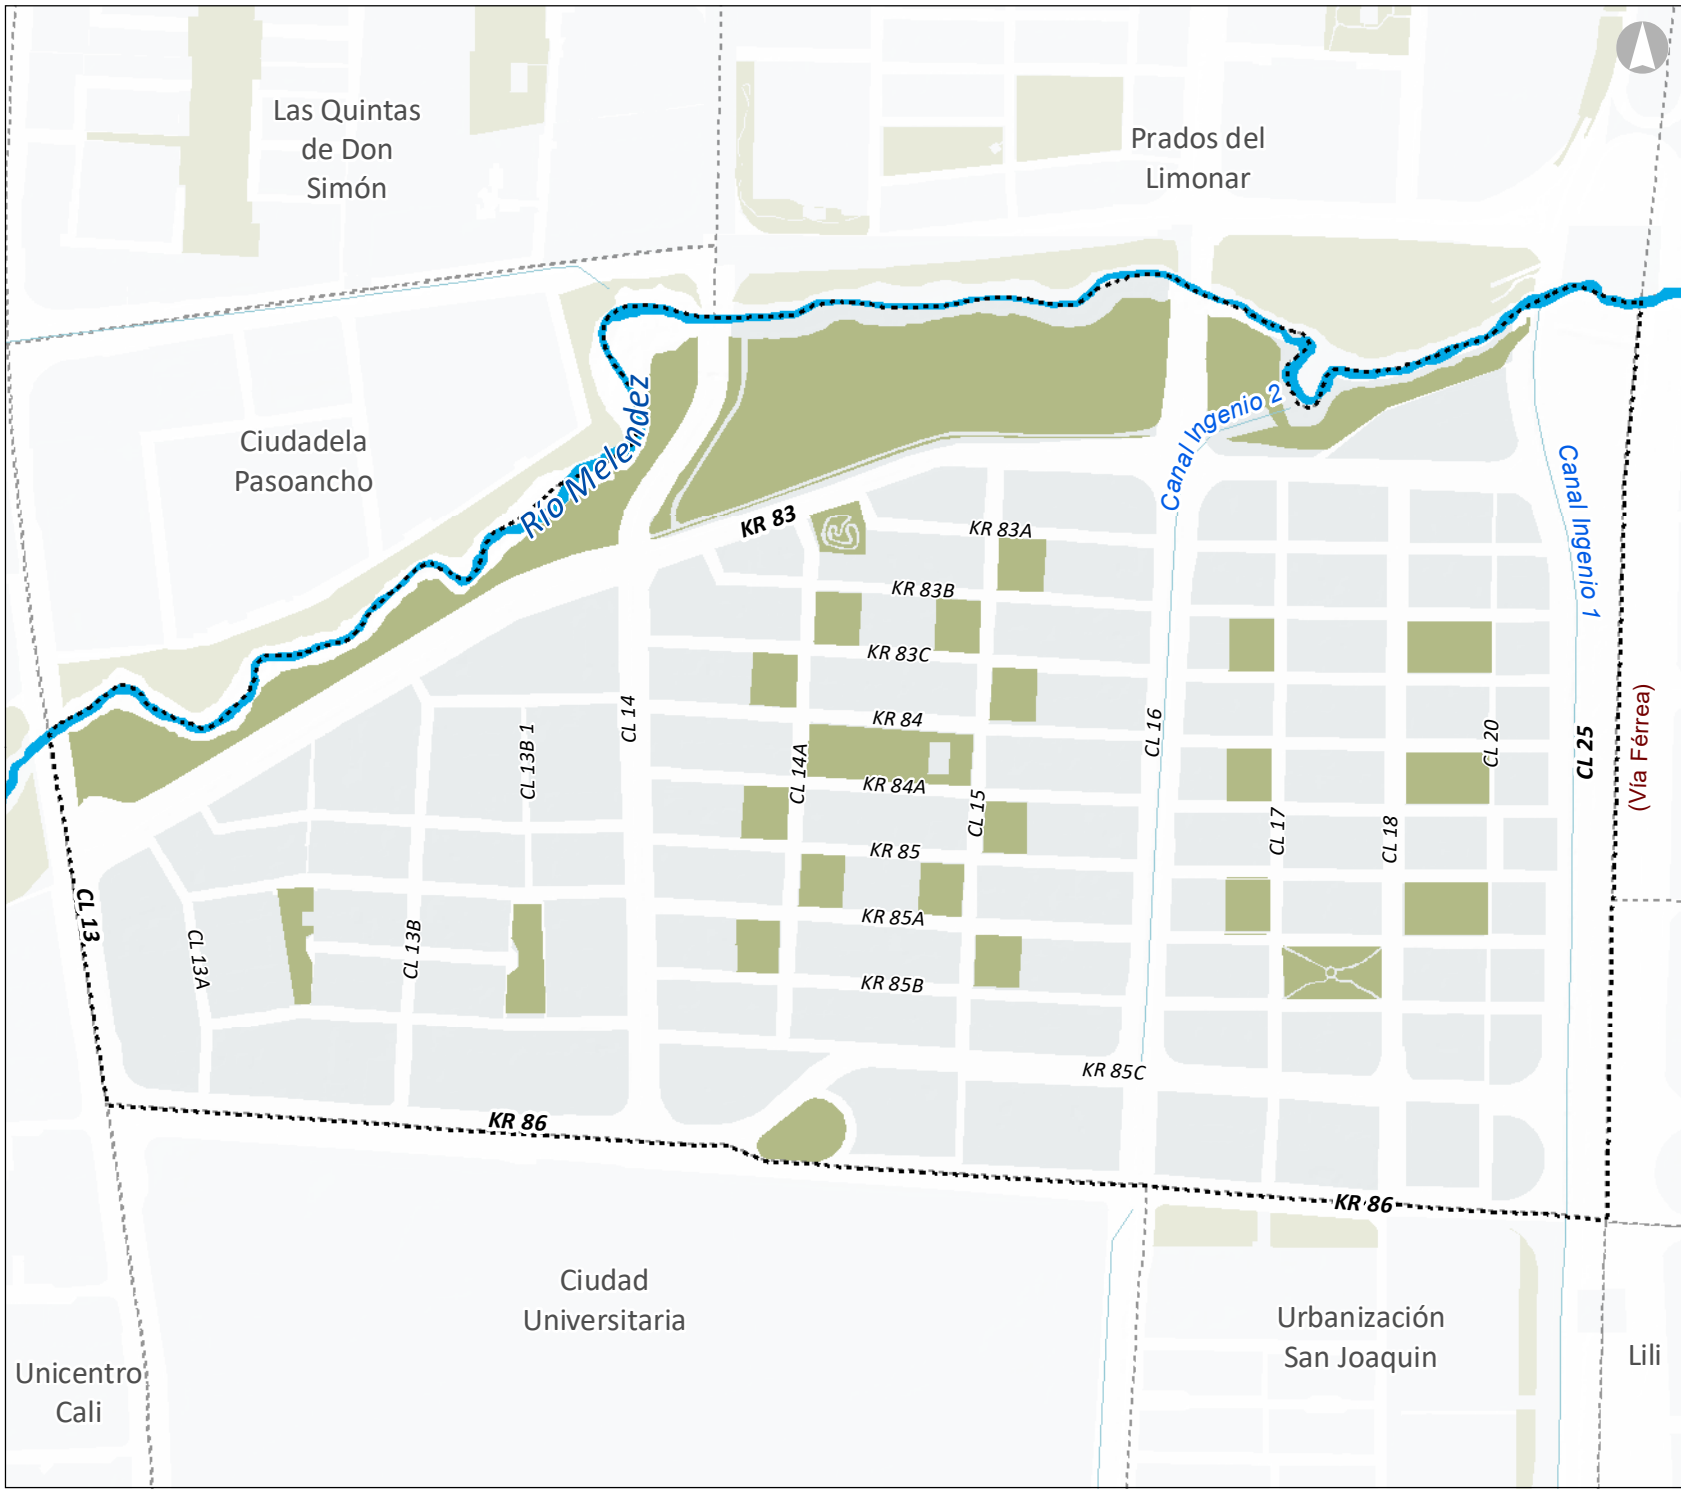 Las Quintas
de Don
Simón
Prados del
Limonar
Ciudadela
Pasoancho
Río Melendez
Canal Ingenio 2
Canal Ingenio 1
KR 83
KR 83A
KR 83B
KR 83C
KR 84
KR 84A
KR 85
KR 85A
KR 85B
KR 85C
CL 14
CL 13B 1
CL 14A
CL 15
CL 16
CL 17
CL 18
CL 20
CL 25
(Vía Férrea)
CL 13
CL 13A
CL 13B
KR 86
KR 86
Ciudad
Universitaria
Urbanización
San Joaquin
Lili
Unicentro
Cali